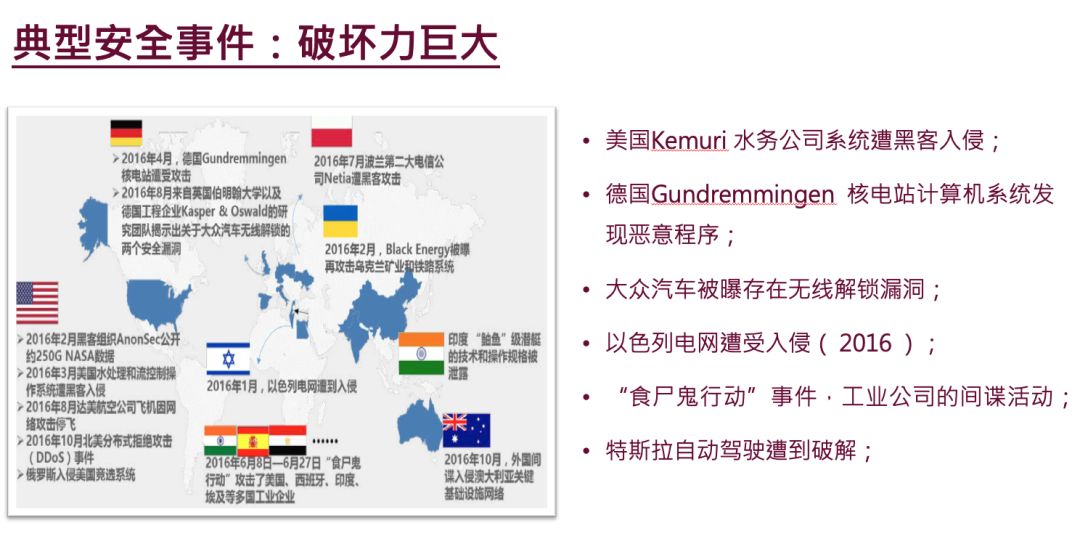 典型安全事件：破坏力巨大
➢2016年4月，德国Gundremmingen
核电站遭受攻击
➢2016年8月来自英国伯明翰大学以及
德国工程企业Kasper & Oswald的研
究团队揭示出关于大众汽车无线解锁的
两个安全漏洞
2016年7月波兰第二大电信公
司Netia遭黑客攻击
2016年2月，Black Energy被曝
再攻击乌克兰矿业和铁路系统
➢2016年2月黑客组织AnonSec公开
约250G NASA数据
➢2016年3月美国水处理和流控制操
作系统遭黑客入侵
➢2016年8月达美航空公司飞机因网
络攻击停飞
➢2016年10月北美分布式拒绝攻击
（DDoS）事件
➢俄罗斯入侵美国竞选系统
2016年1月，以色列电网遭到入侵
印度 “鲉鱼”级潜艇
的技术和操作规格被
泄露
......
2016年6月8日—6月27日“食尸鬼
行动”攻击了美国、西班牙、印度、
埃及等多国工业企业
2016年10月，外国间
谍入侵澳大利亚关键
基础设施网络
• 美国Kemuri 水务公司系统遭黑客入侵；
• 德国Gundremmingen 核电站计算机系统发
现恶意程序；
• 大众汽车被曝存在无线解锁漏洞；
• 以色列电网遭受入侵（ 2016 ）；
• “食尸鬼行动”事件，工业公司的间谍活动；
• 特斯拉自动驾驶遭到破解；